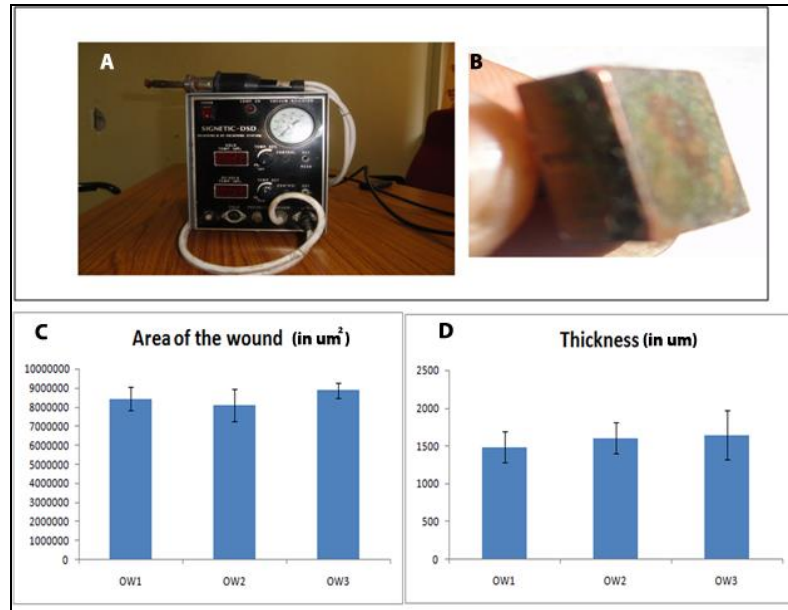 A
B
SIGNETIC-DSD
C
Area of the wound (in um²)
10000000
9000000
8000000
7000000
6000000
5000000
4000000
3000000
2000000
1000000
0
OW1 OW2 OW3
D
Thickness (in um)
2500
2000
1500
1000
500
0
OW1 OW2 OW3